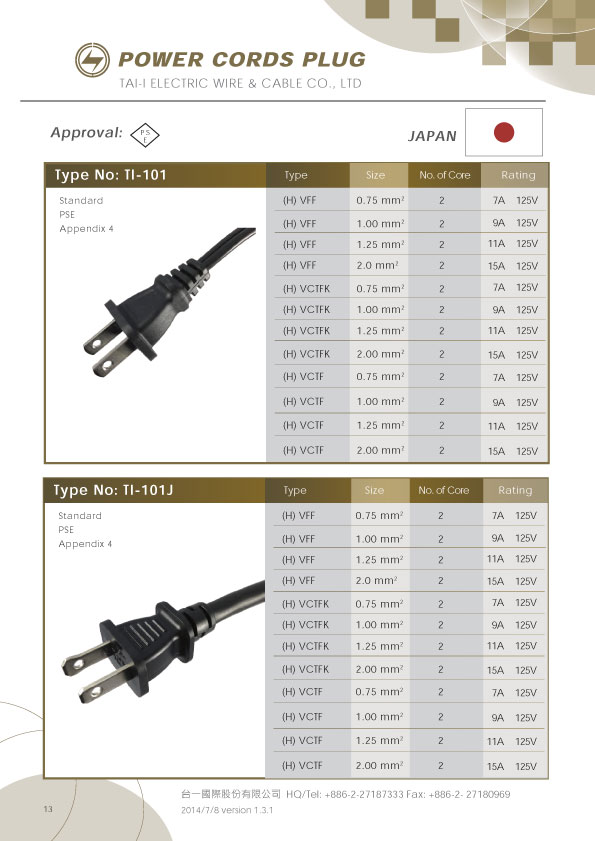 POWER CORDS PLUG
TAI-I ELECTRIC WIRE & CABLE CO., LTD
Approval: P S E
JAPAN
Type No: TI-101 Type Size No. of Core Rating
Standard
PSE
Appendix 4
(H) VFF 0.75 mm² 2 7A 125V
(H) VFF 1.00 mm² 2 9A 125V
(H) VFF 1.25 mm² 2 11A 125V
(H) VFF 2.0 mm² 2 15A 125V
(H) VCTFK 0.75 mm² 2 7A 125V
(H) VCTFK 1.00 mm² 2 9A 125V
(H) VCTFK 1.25 mm² 2 11A 125V
(H) VCTFK 2.00 mm² 2 15A 125V
(H) VCTF 0.75 mm² 2 7A 125V
(H) VCTF 1.00 mm² 2 9A 125V
(H) VCTF 1.25 mm² 2 11A 125V
(H) VCTF 2.00 mm² 2 15A 125V
Type No: TI-101J Type Size No. of Core Rating
Standard
PSE
Appendix 4
(H) VFF 0.75 mm² 2 7A 125V
(H) VFF 1.00 mm² 2 9A 125V
(H) VFF 1.25 mm² 2 11A 125V
(H) VFF 2.0 mm² 2 15A 125V
(H) VCTFK 0.75 mm² 2 7A 125V
(H) VCTFK 1.00 mm² 2 9A 125V
(H) VCTFK 1.25 mm² 2 11A 125V
(H) VCTFK 2.00 mm² 2 15A 125V
(H) VCTF 0.75 mm² 2 7A 125V
(H) VCTF 1.00 mm² 2 9A 125V
(H) VCTF 1.25 mm² 2 11A 125V
(H) VCTF 2.00 mm² 2 15A 125V
台一國際股份有限公司 HQ/Tel: +886-2-27187333 Fax: +886-2- 27180969
13 2014/7/8 version 1.3.1